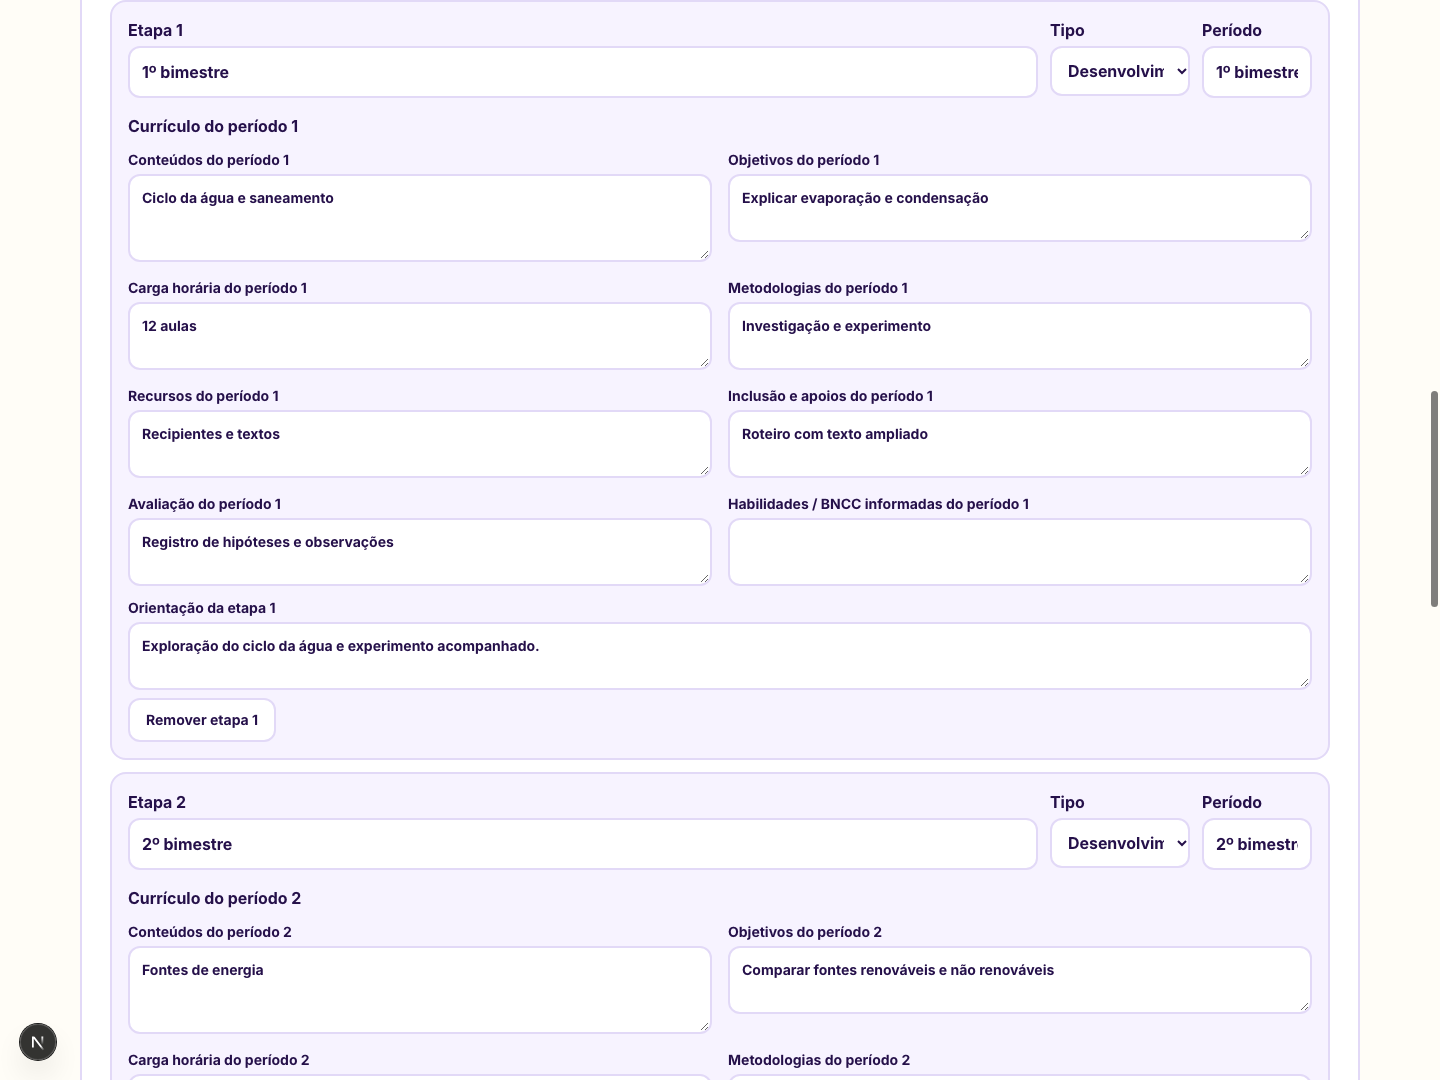 Etapa 1
Tipo
Período
1º bimestre
Desenvolvim
1º bimestre
Currículo do período 1
Conteúdos do período 1
Objetivos do período 1
Ciclo da água e saneamento
Explicar evaporação e condensação
Carga horária do período 1
Metodologias do período 1
12 aulas
Investigação e experimento
Recursos do período 1
Inclusão e apoios do período 1
Recipientes e textos
Roteiro com texto ampliado
Avaliação do período 1
Habilidades / BNCC informadas do período 1
Registro de hipóteses e observações
Orientação da etapa 1
Exploração do ciclo da água e experimento acompanhado.
Remover etapa 1
Etapa 2
Tipo
Período
2º bimestre
Desenvolvim
2º bimestr
Currículo do período 2
Conteúdos do período 2
Objetivos do período 2
Fontes de energia
Comparar fontes renováveis e não renováveis
Carga horária do período 2
Metodologias do período 2
N